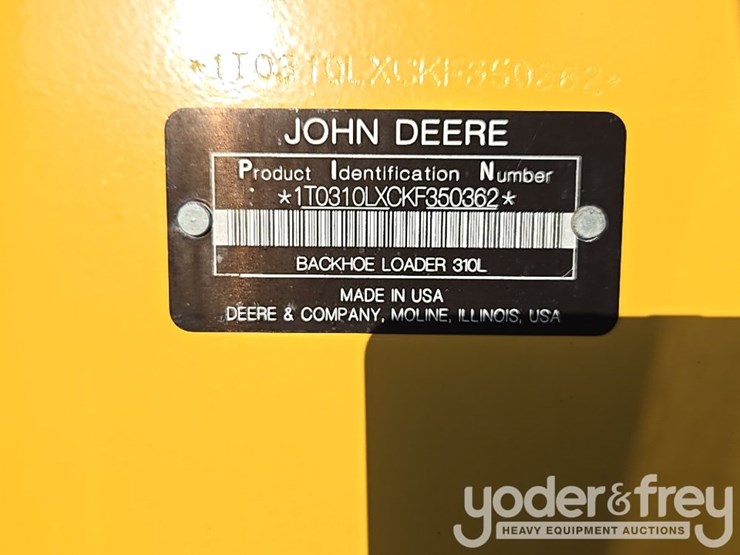 *1T0310LXCKF350362*
JOHN DEERE
Product Identification Number
*1T0310LXCKF350362*
BACKHOE LOADER 310L
MADE IN USA
DEERE & COMPANY, MOLINE, ILLINOIS, USA
yoder&frey
HEAVY EQUIPMENT AUCTIONS